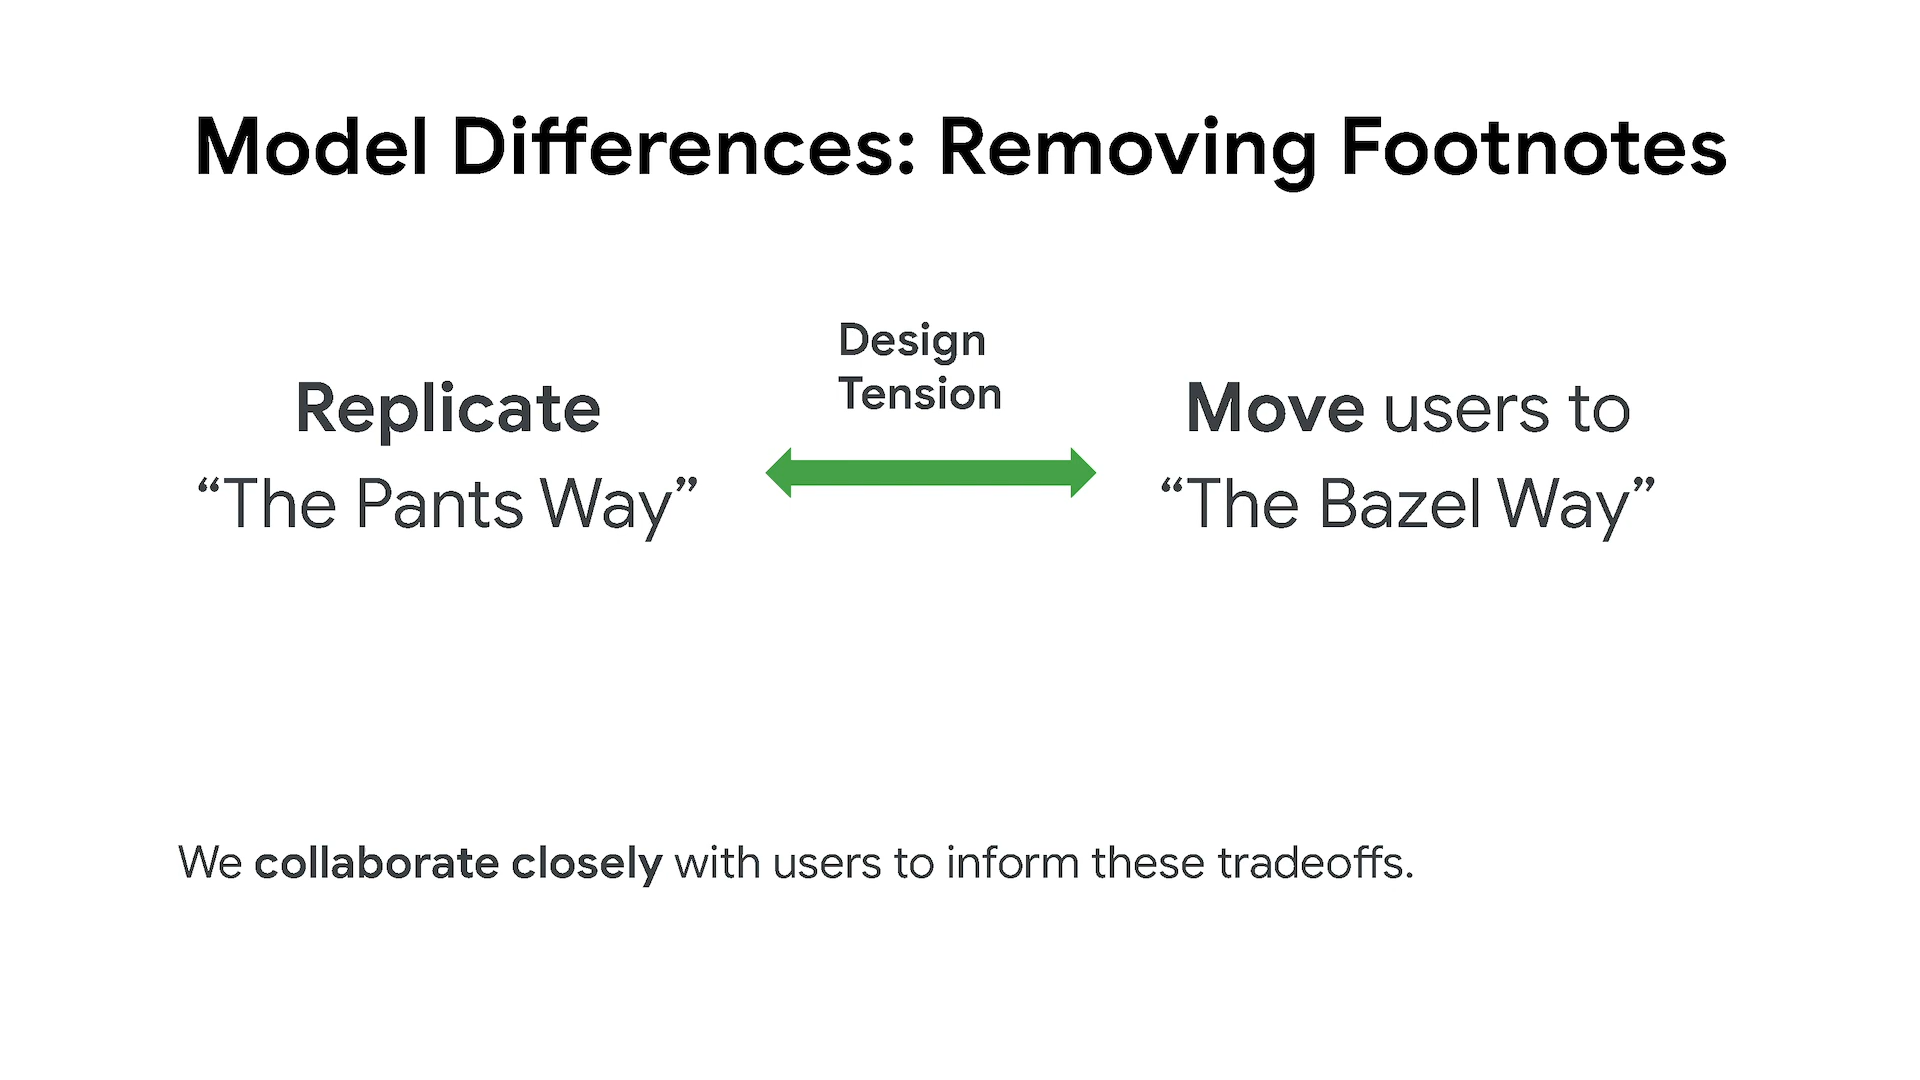 Model Differences: Removing Footnotes
Design
Tension
Replicate
“The Pants Way”
Move users to
“The Bazel Way”
We collaborate closely with users to inform these tradeoffs.